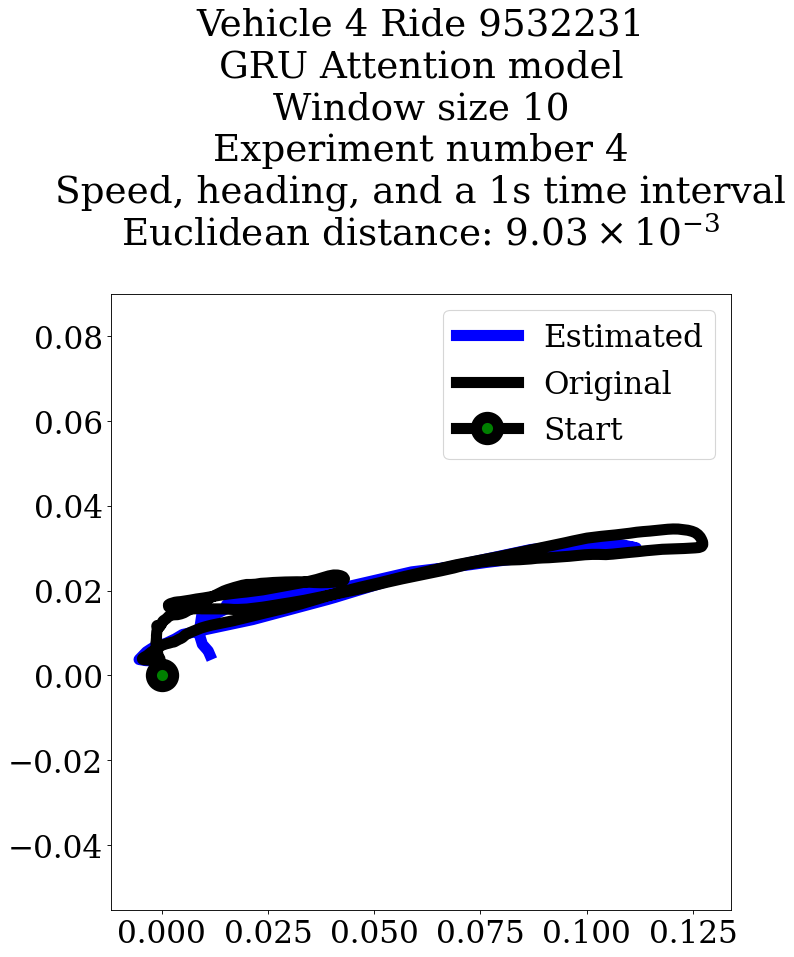 Vehicle 4 Ride 9532231
GRU Attention model
Window size 10
Experiment number 4
Speed, heading, and a 1s time interval
Euclidean distance: 9.03 × 10⁻³
Estimated
Original
Start
0.08
0.06
0.04
0.02
0.00
−0.02
−0.04
0.000 0.025 0.050 0.075 0.100 0.125